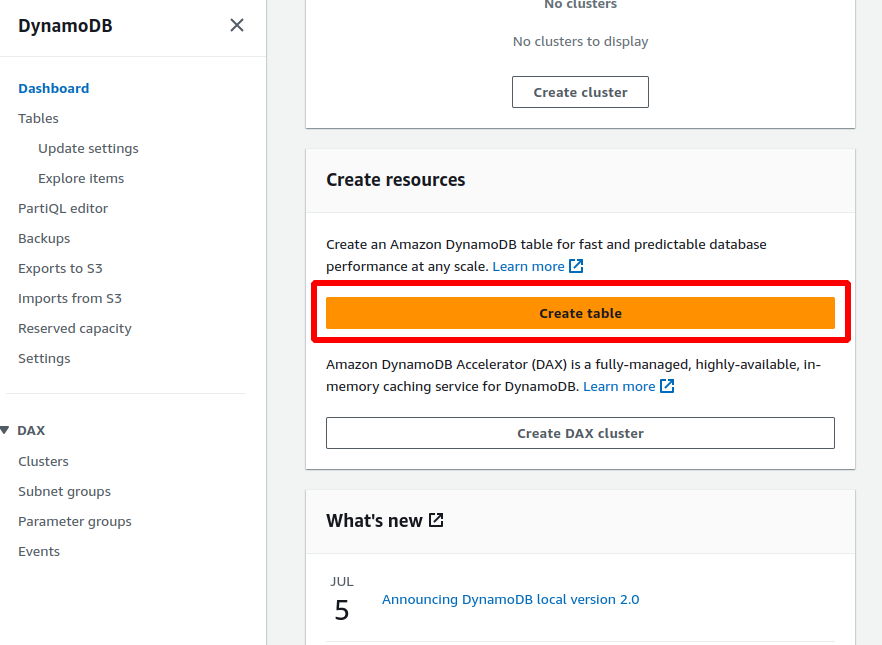 DynamoDB
Dashboard
Tables
Update settings
Explore items
PartiQL editor
Backups
Exports to S3
Imports from S3
Reserved capacity
Settings
DAX
Clusters
Subnet groups
Parameter groups
Events
No clusters
No clusters to display
Create cluster
Create resources
Create an Amazon DynamoDB table for fast and predictable database
performance at any scale. Learn more
Create table
Amazon DynamoDB Accelerator (DAX) is a fully-managed, highly-available, in-
memory caching service for DynamoDB. Learn more
Create DAX cluster
What's new
JUL
5
Announcing DynamoDB local version 2.0